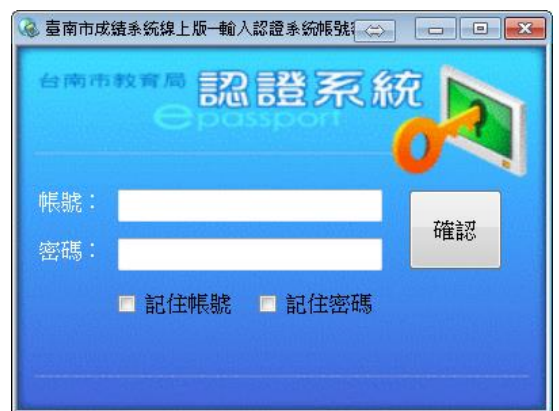 臺南市成績系統線上版─輸入認證系統帳號
台南市教育局
認證系統
epassport
帳號：
確認
密碼：
記住帳號 記住密碼